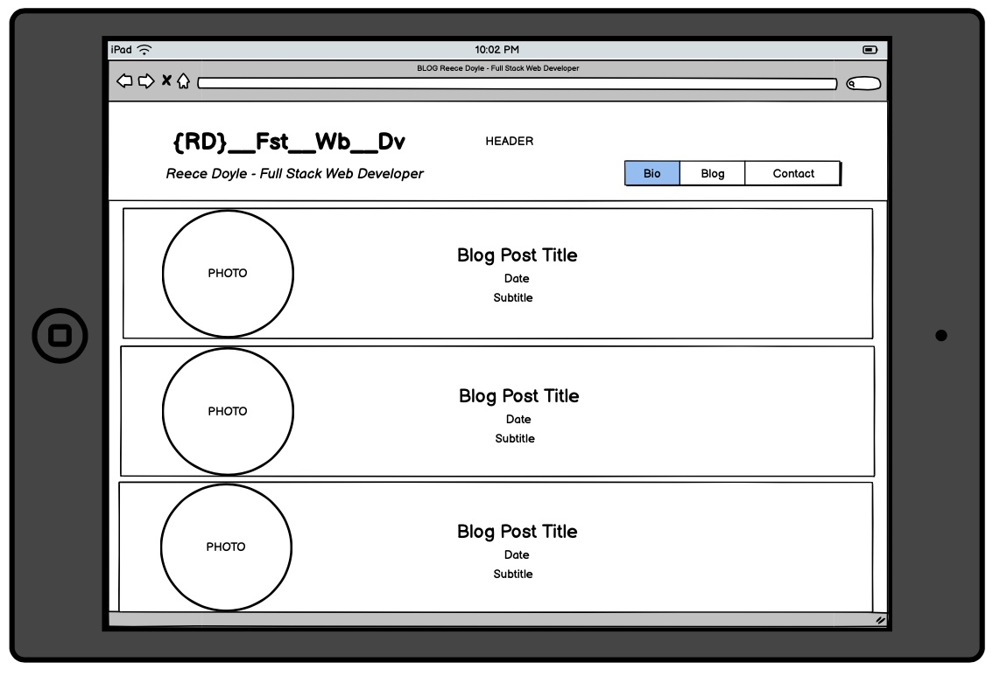 iPad 10:02 PM
BLOG Reece Doyle - Full Stack Web Developer
{RD}__Fst__Wb__Dv
HEADER
Reece Doyle - Full Stack Web Developer
Bio Blog Contact
PHOTO
Blog Post Title
Date
Subtitle
PHOTO
Blog Post Title
Date
Subtitle
PHOTO
Blog Post Title
Date
Subtitle